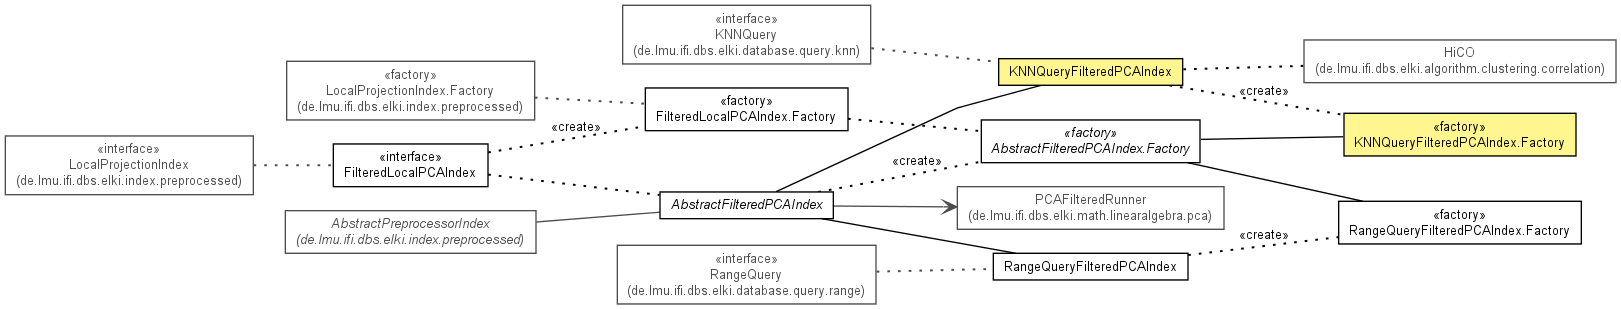 «interface»
KNNQuery
(de.lmu.ifi.dbs.elki.database.query.knn)
«factory»
LocalProjectionIndex.Factory
(de.lmu.ifi.dbs.elki.index.preprocessed)
«interface»
LocalProjectionIndex
(de.lmu.ifi.dbs.elki.index.preprocessed)
«interface»
FilteredLocalPCAIndex
«create»
«factory»
FilteredLocalPCAIndex.Factory
AbstractPreprocessorIndex
(de.lmu.ifi.dbs.elki.index.preprocessed)
AbstractFilteredPCAIndex
«create»
«interface»
RangeQuery
(de.lmu.ifi.dbs.elki.database.query.range)
KNNQueryFilteredPCAIndex
«factory»
AbstractFilteredPCAIndex.Factory
PCAFilteredRunner
(de.lmu.ifi.dbs.elki.math.linearalgebra.pca)
RangeQueryFilteredPCAIndex
«create»
«create»
HiCO
(de.lmu.ifi.dbs.elki.algorithm.clustering.correlation)
«factory»
KNNQueryFilteredPCAIndex.Factory
«factory»
RangeQueryFilteredPCAIndex.Factory